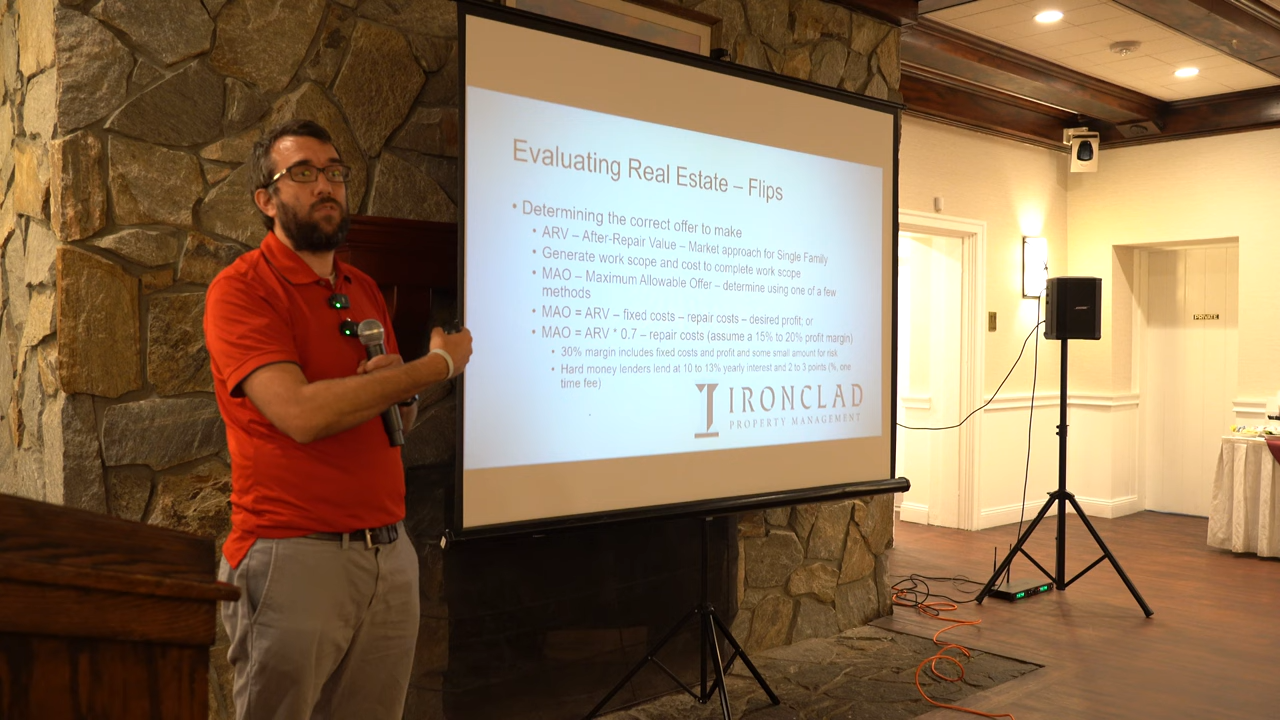 Evaluating Real Estate – Flips
• Determining the correct offer to make
• ARV – After-Repair Value – Market approach for Single Family
• Generate work scope and cost to complete work scope
• MAO – Maximum Allowable Offer – determine using one of a few
methods
• MAO = ARV – fixed costs – repair costs – desired profit; or
• MAO = ARV * 0.7 – repair costs (assume a 15% to 20% profit margin)
• 30% margin includes fixed costs and profit and some small amount for risk
• Hard money lenders lend at 10 to 13% yearly interest and 2 to 3 points (%, one
time fee)
IRONCLAD
PROPERTY MANAGEMENT
PRIVATE